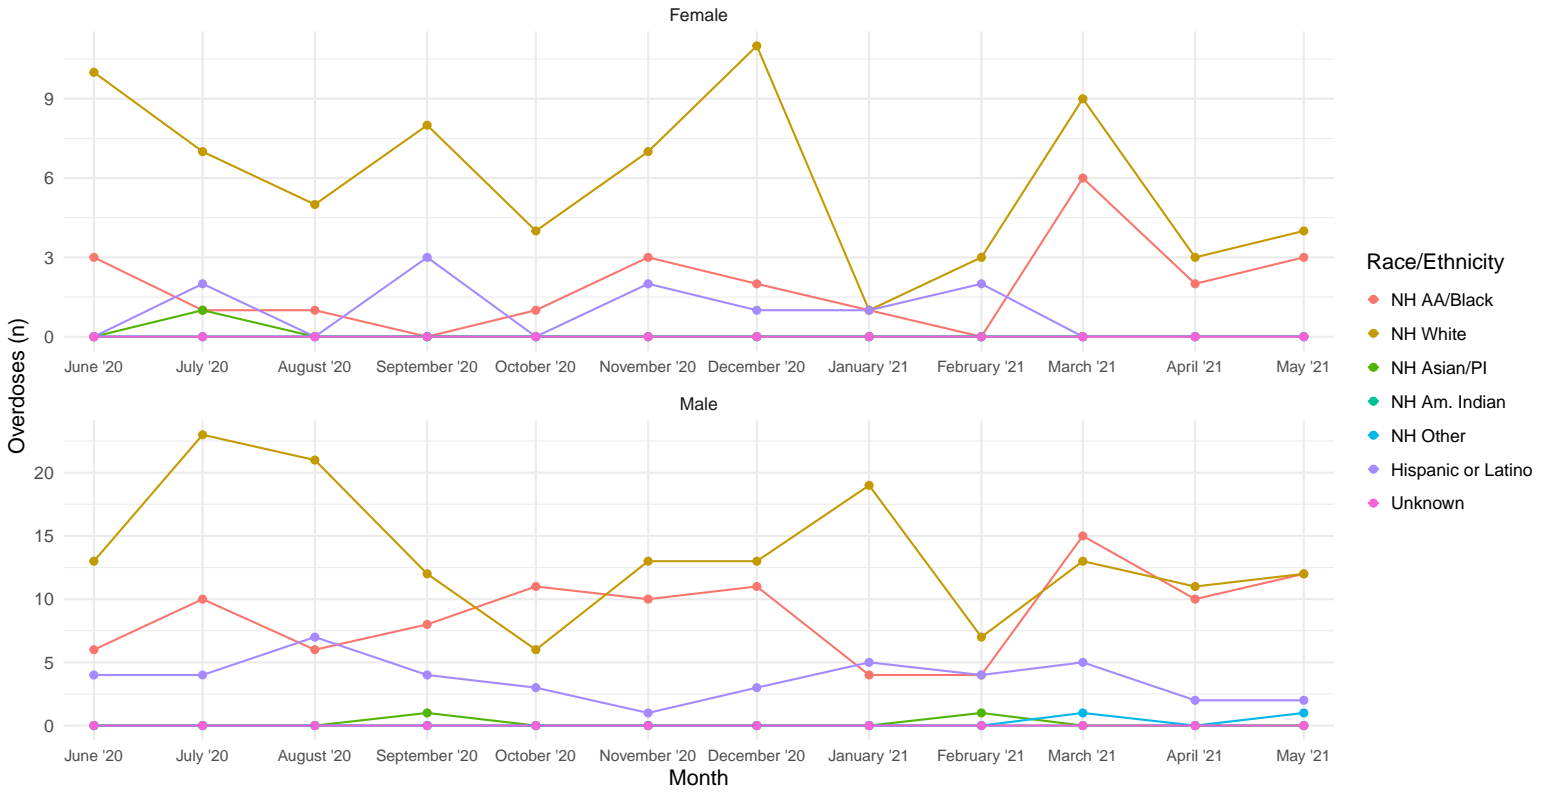 Female
9
6
3
0
June '20 July '20 August '20 September '20 October '20 November '20 December '20 January '21 February '21 March '21 April '21 May '21
Overdoses (n)
Male
20
15
10
5
0
June '20 July '20 August '20 September '20 October '20 November '20 December '20 January '21 February '21 March '21 April '21 May '21
Month
Race/Ethnicity
NH AA/Black
NH White
NH Asian/PI
NH Am. Indian
NH Other
Hispanic or Latino
Unknown